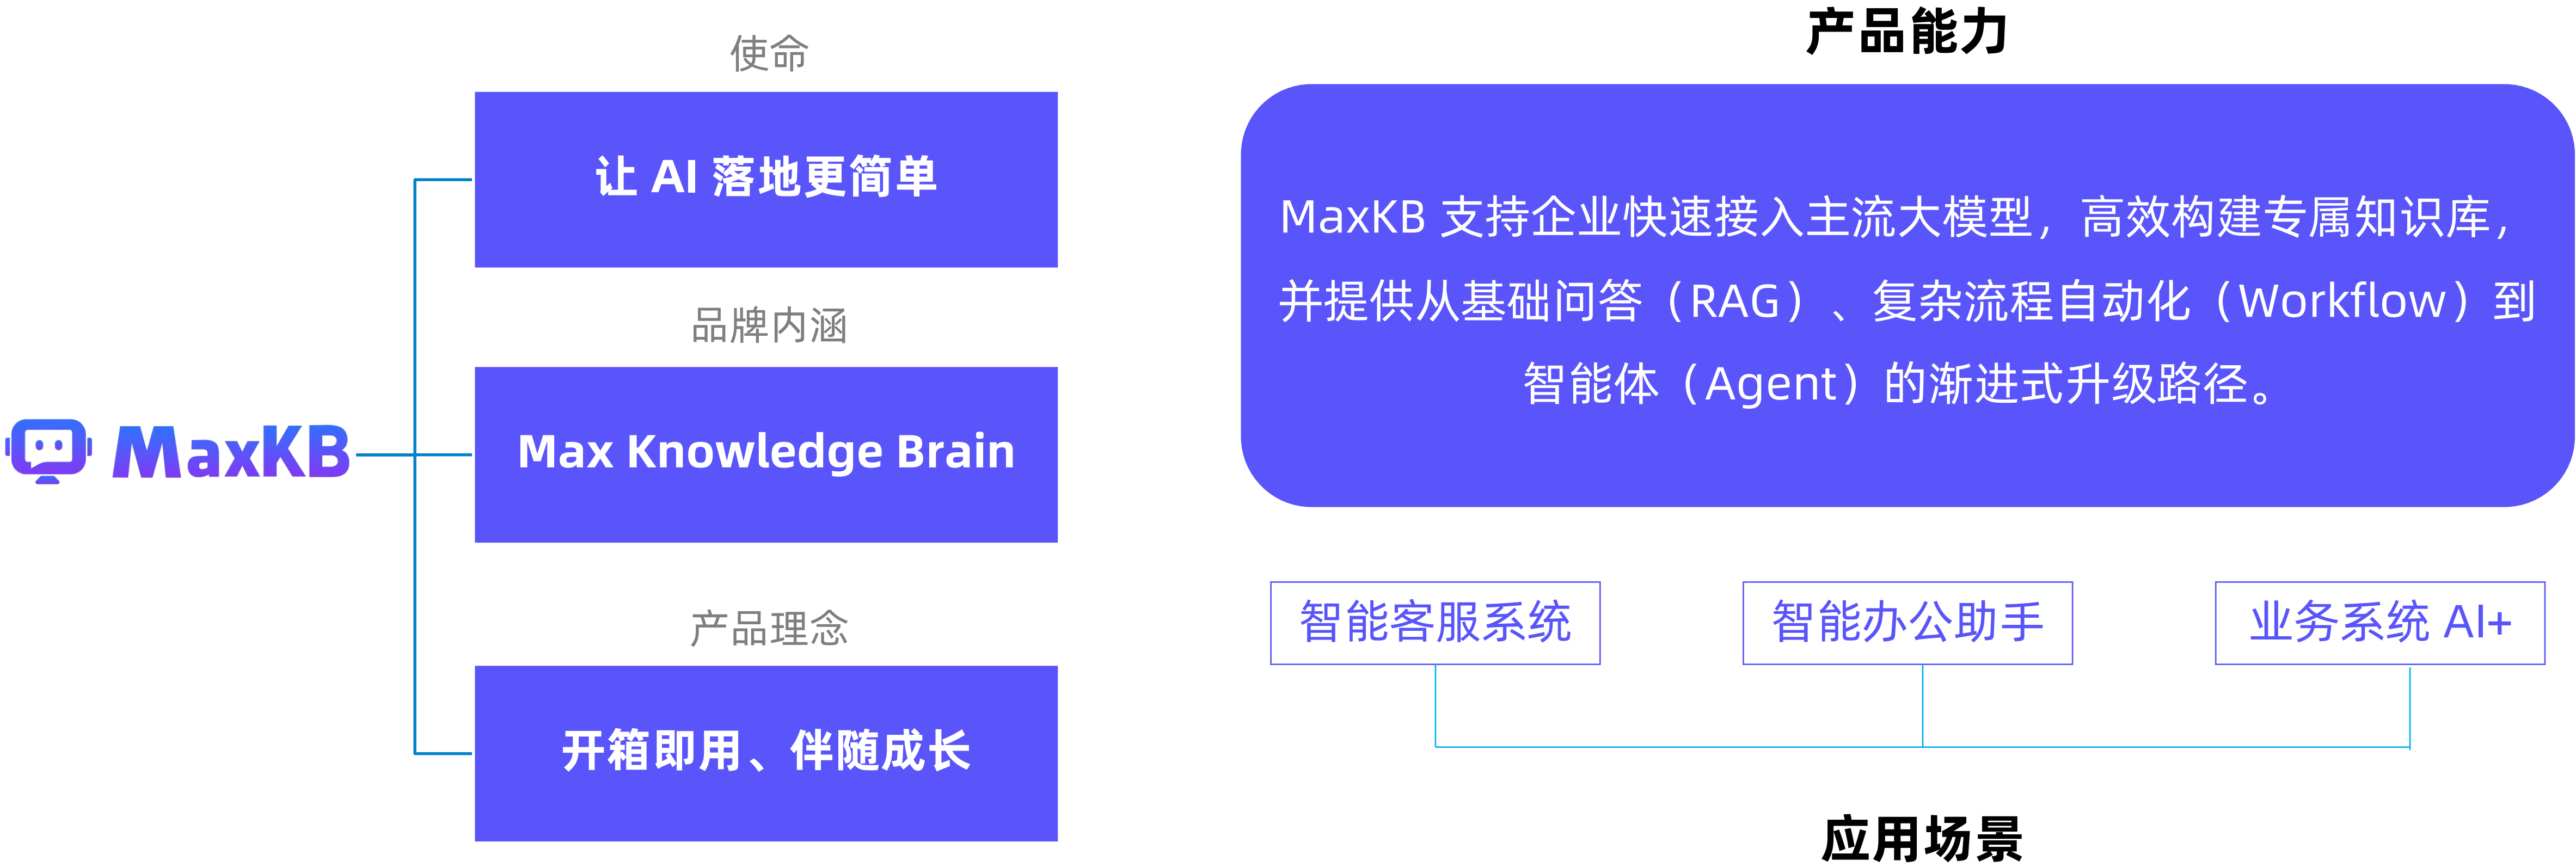 MaxKB
使命
让 AI 落地更简单
品牌内涵
Max Knowledge Brain
产品理念
开箱即用、伴随成长
产品能力
MaxKB 支持企业快速接入主流大模型，高效构建专属知识库，
并提供从基础问答（RAG）、复杂流程自动化（Workflow）到
智能体（Agent）的渐进式升级路径。
智能客服系统
智能办公助手
业务系统 AI+
应用场景